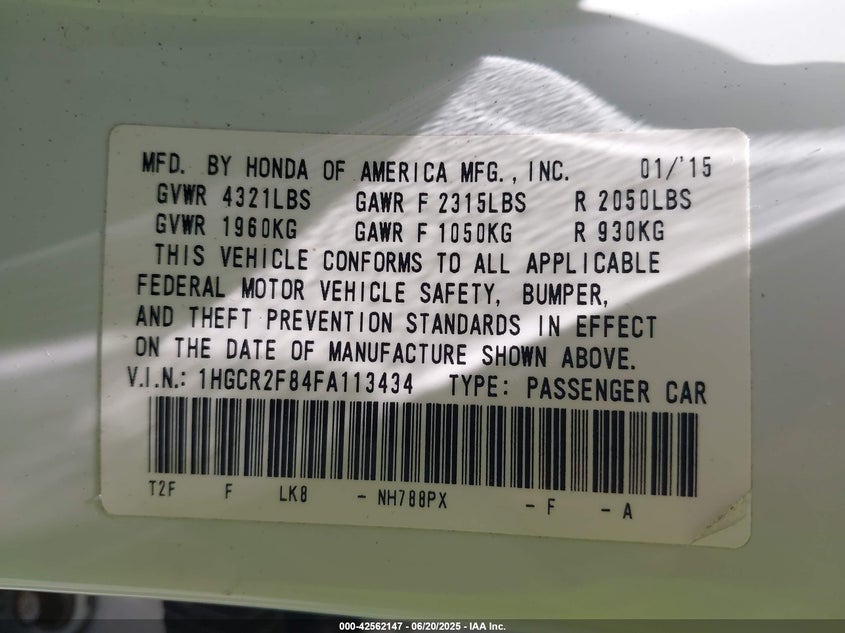 MFD. BY HONDA OF AMERICA MFG., INC. 01/'15
GVWR 4321LBS GAWR F 2315LBS R 2050LBS
GVWR 1960KG GAWR F 1050KG R 930KG
THIS VEHICLE CONFORMS TO ALL APPLICABLE
FEDERAL MOTOR VEHICLE SAFETY, BUMPER,
AND THEFT PREVENTION STANDARDS IN EFFECT
ON THE DATE OF MANUFACTURE SHOWN ABOVE.
V.I.N.: 1HGCR2F84FA113434 TYPE: PASSENGER CAR
T2F F LK8 - NH788PX - F - A
000-42562147 - 06/20/2025 - IAA Inc.